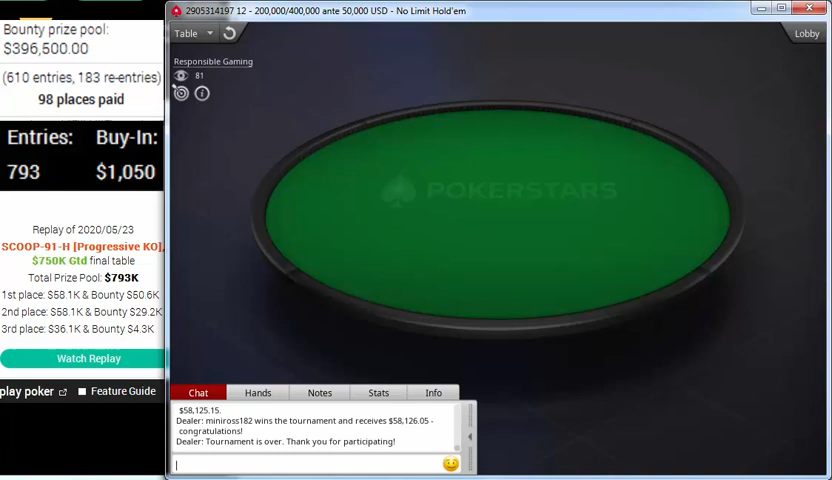 Bounty prize pool:
$396,500.00
(610 entries, 183 re-entries)
98 places paid
Entries: Buy-In:
793 $1,050
Replay of 2020/05/23
SCOOP-91-H [Progressive KO],
$750K Gtd final table
Total Prize Pool: $793K
1st place: $58.1K & Bounty $50.6K
2nd place: $58.1K & Bounty $29.2K
3rd place: $36.1K & Bounty $4.3K
Watch Replay
play poker Feature Guide
2905314197 12 - 200,000/400,000 ante 50,000 USD - No Limit Hold'em
Table Lobby
Responsible Gaming
81
POKERSTARS
Chat Hands Notes Stats Info
$58,125.15.
Dealer: miniross182 wins the tournament and receives $58,126.05 -
congratulations!
Dealer: Tournament is over. Thank you for participating!